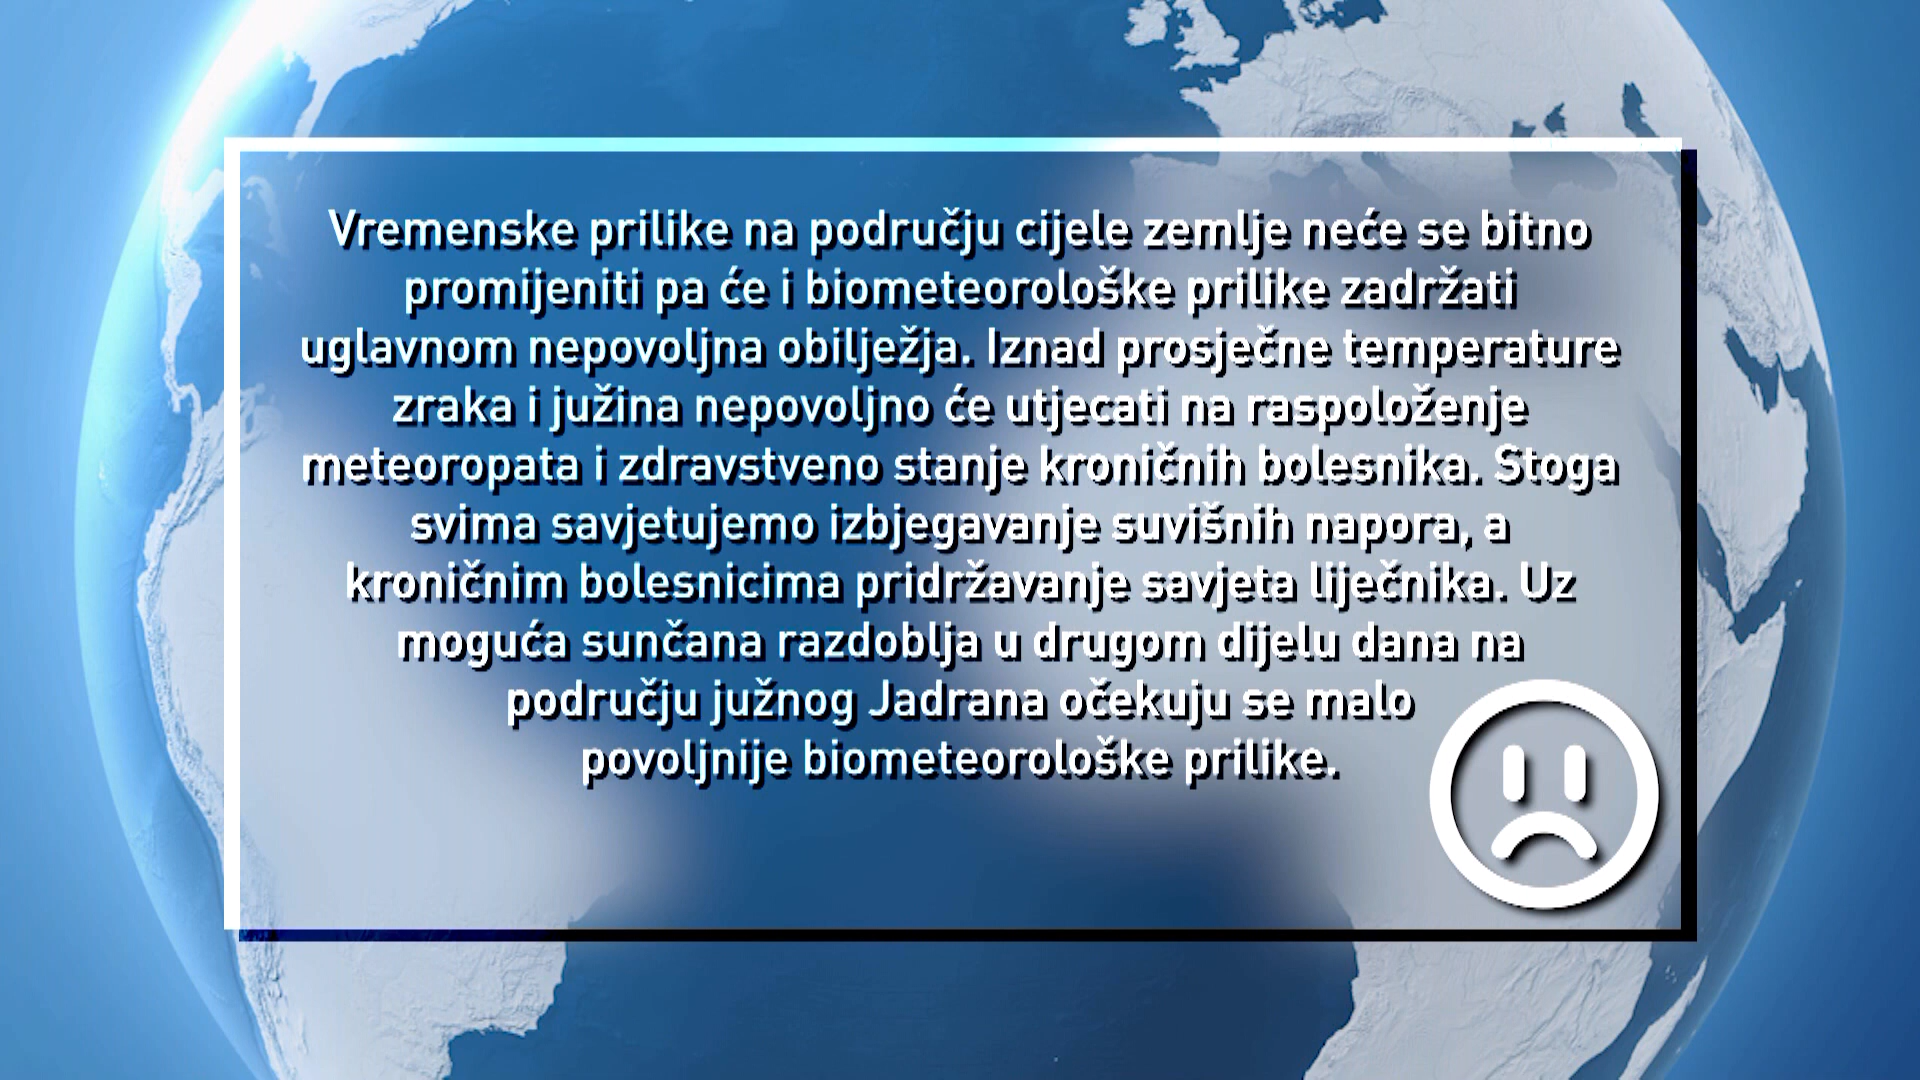 Vremenske prilike na području cijele zemlje neće se bitno
promijeniti pa će i biometeorološke prilike zadržati
uglavnom nepovoljna obilježja. Iznad prosječne temperature
zraka i južina nepovoljno će utjecati na raspoloženje
meteoropata i zdravstveno stanje kroničnih bolesnika. Stoga
svima savjetujemo izbjegavanje suvišnih napora, a
kroničnim bolesnicima pridržavanje savjeta liječnika. Uz
moguća sunčana razdoblja u drugom dijelu dana na
području južnog Jadrana očekuju se malo
povoljnije biometeorološke prilike.